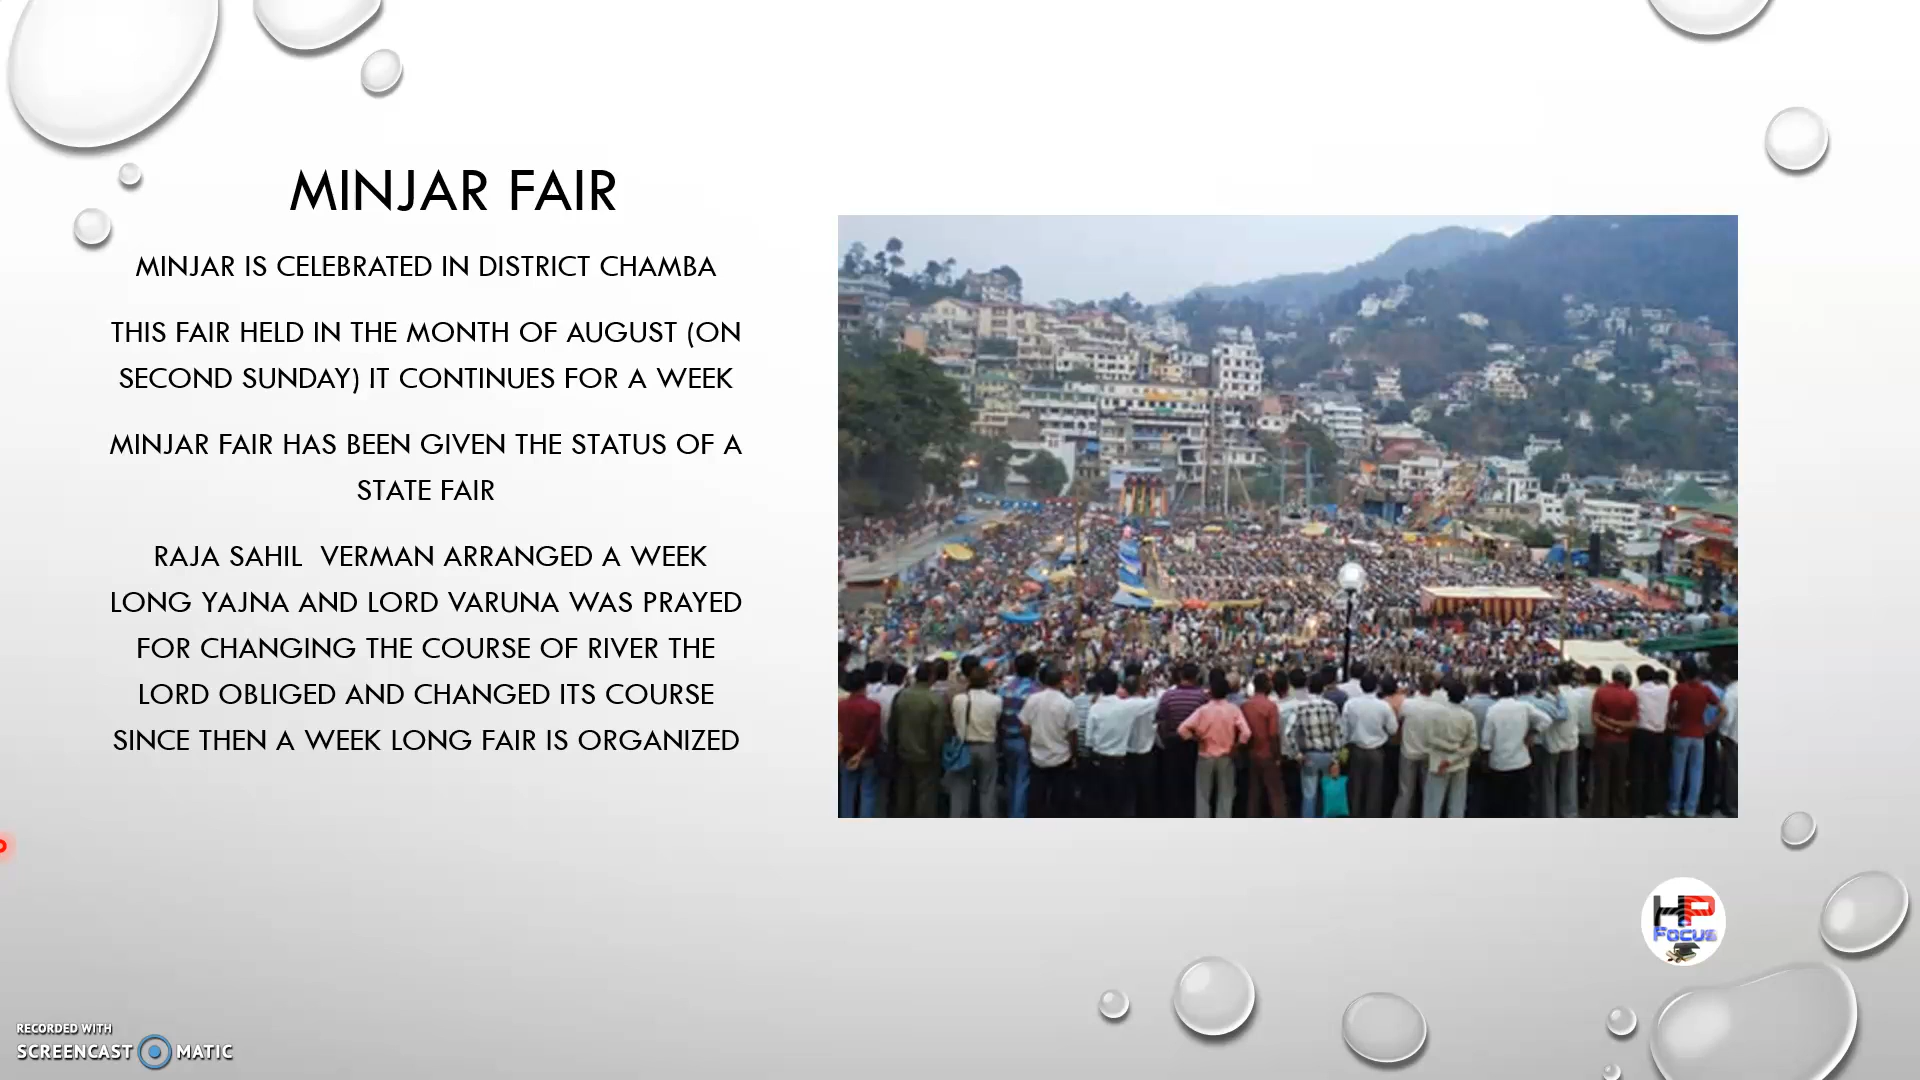 MINJAR FAIR
MINJAR IS CELEBRATED IN DISTRICT CHAMBA
THIS FAIR HELD IN THE MONTH OF AUGUST (ON
SECOND SUNDAY) IT CONTINUES FOR A WEEK
MINJAR FAIR HAS BEEN GIVEN THE STATUS OF A
STATE FAIR
RAJA SAHIL VERMAN ARRANGED A WEEK
LONG YAJNA AND LORD VARUNA WAS PRAYED
FOR CHANGING THE COURSE OF RIVER THE
LORD OBLIGED AND CHANGED ITS COURSE
SINCE THEN A WEEK LONG FAIR IS ORGANIZED
HP
Focus
RECORDED WITH
SCREENCAST MATIC